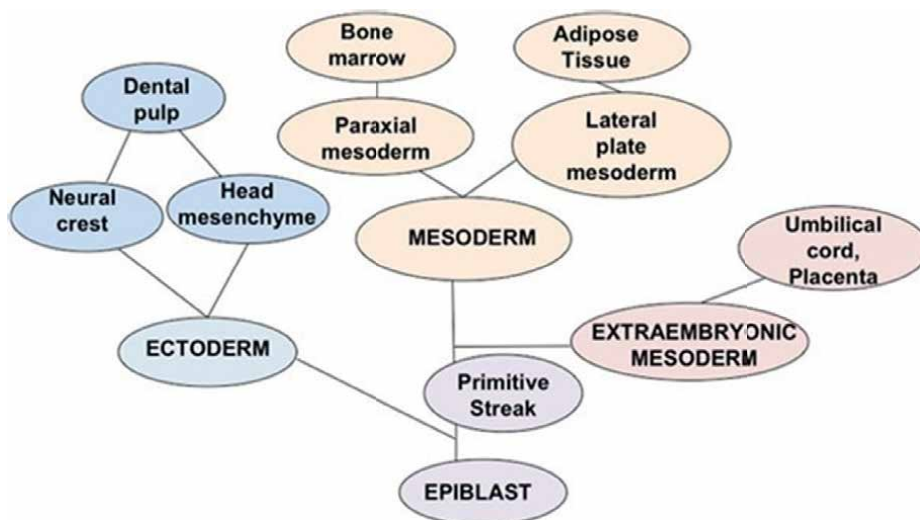 Bone
marrow
Adipose
Tissue
Dental
pulp
Paraxial
mesoderm
Lateral
plate
mesoderm
Neural
crest
Head
mesenchyme
MESODERM
Umbilical
cord,
Placenta
ECTODERM
EXTRAEMBRYONIC
MESODERM
Primitive
Streak
EPIBLAST